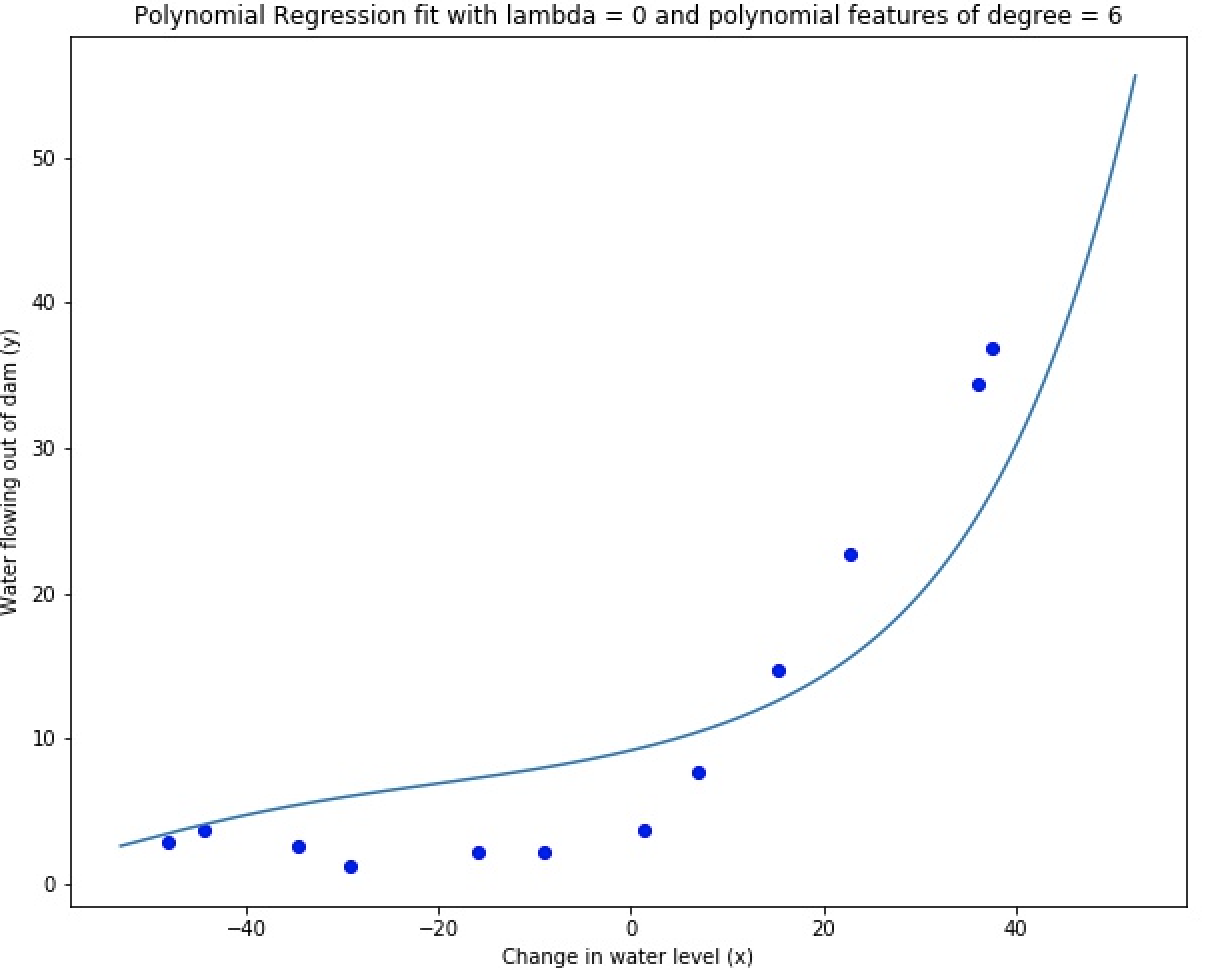 Polynomial Regression fit with lambda = 0 and polynomial features of degree = 6
50
40
30
20
10
0
Water flowing out of dam (y)
−40 −20 0 20 40
Change in water level (x)